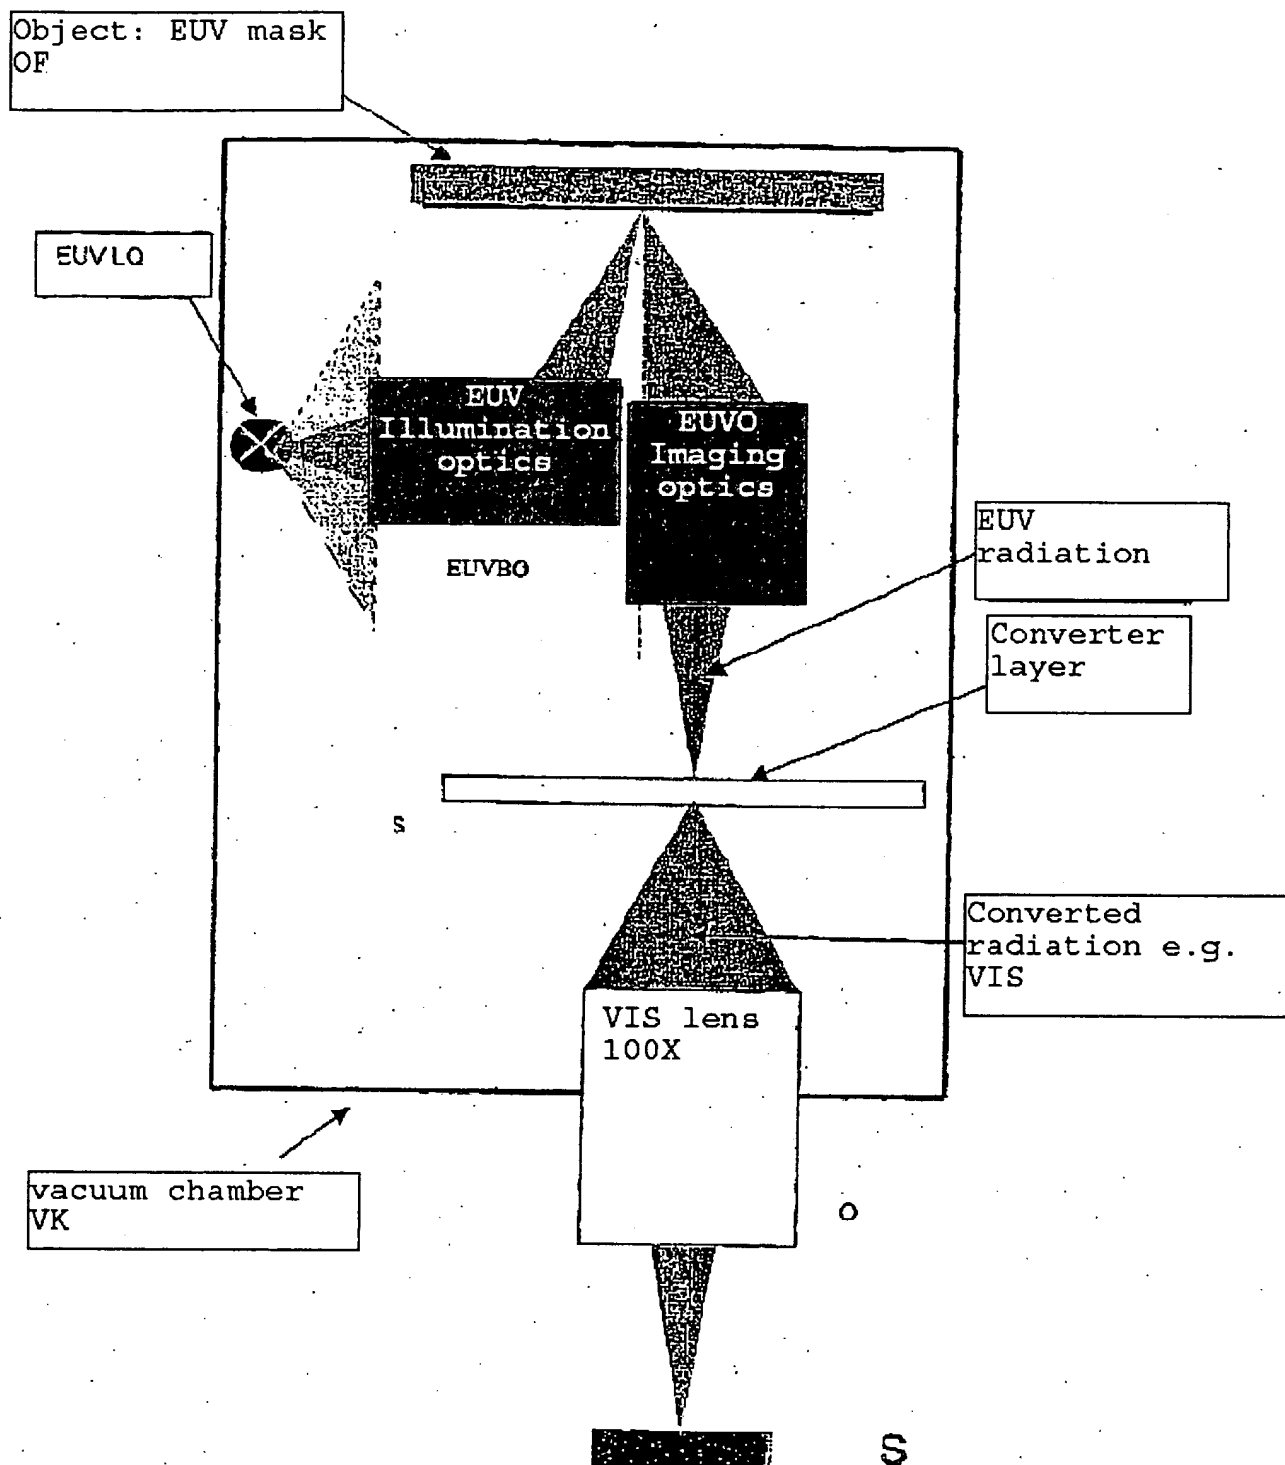 Object: EUV mask
OF
EUVLQ
EUV
Illumination
optics
EUVO
Imaging
optics
EUVBO
EUV
radiation
Converter
layer
s
Converted
radiation e.g.
VIS
VIS lens
100X
vacuum chamber
VK
O
S